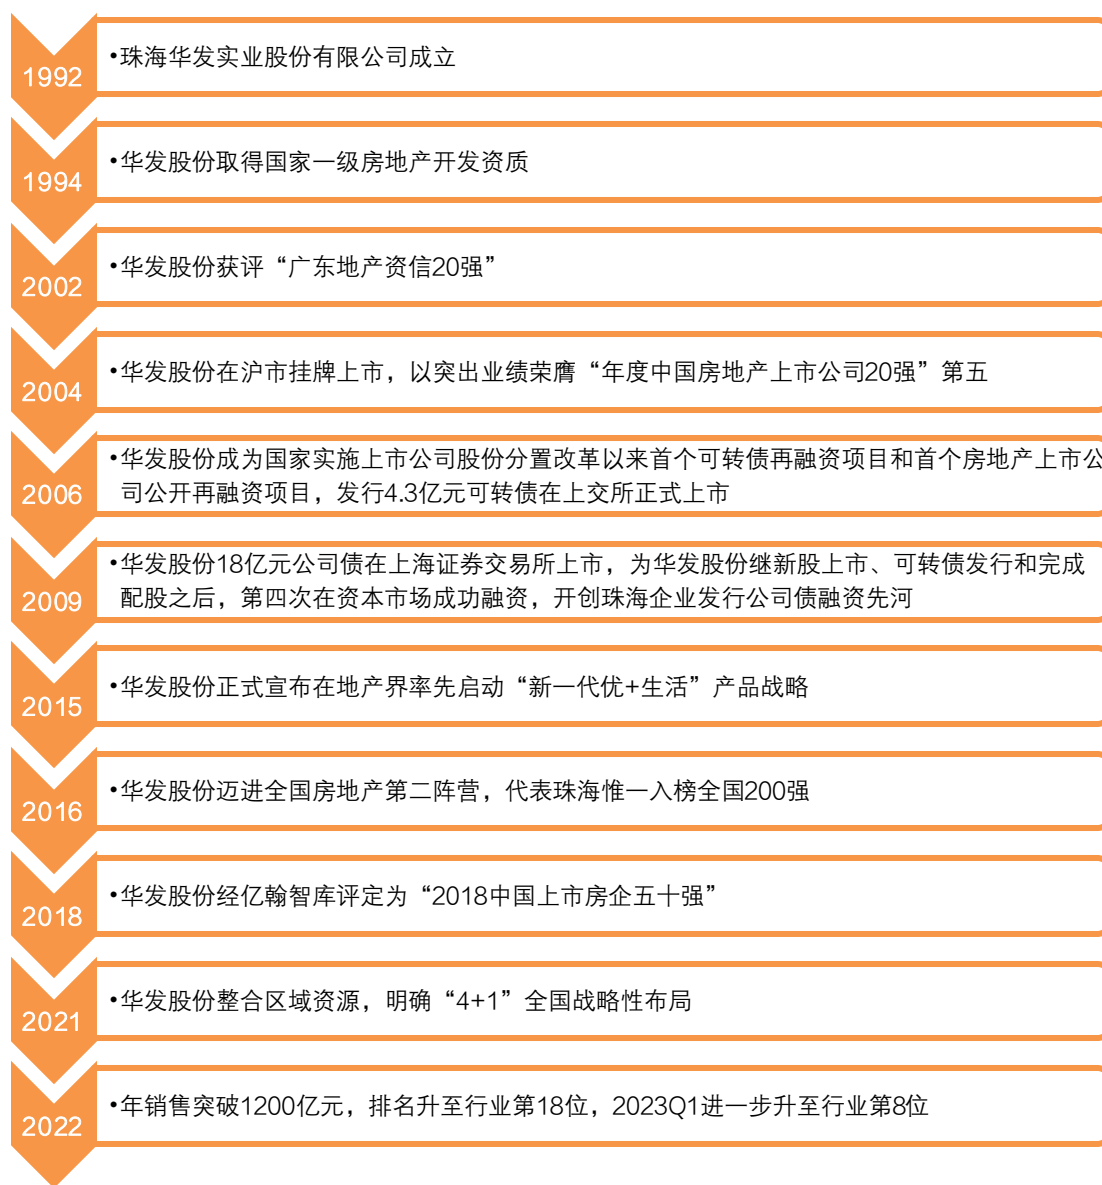 1992
•珠海华发实业股份有限公司成立
1994
•华发股份取得国家一级房地产开发资质
2002
•华发股份获评“广东地产资信20强”
2004
•华发股份在沪市挂牌上市，以突出业绩荣膺“年度中国房地产上市公司20强”第五
2006
•华发股份成为国家实施上市公司股份分置改革以来首个可转债再融资项目和首个房地产上市公
司公开再融资项目，发行4.3亿元可转债在上交所正式上市
2009
•华发股份18亿元公司债在上海证券交易所上市，为华发股份继新股上市、可转债发行和完成
配股之后，第四次在资本市场成功融资，开创珠海企业发行公司债融资先河
2015
•华发股份正式宣布在地产界率先启动“新一代优+生活”产品战略
2016
•华发股份迈进全国房地产第二阵营，代表珠海惟一入榜全国200强
2018
•华发股份经亿翰智库评定为“2018中国上市房企五十强”
2021
•华发股份整合区域资源，明确“4+1”全国战略性布局
2022
•年销售突破1200亿元，排名升至行业第18位，2023Q1进一步升至行业第8位